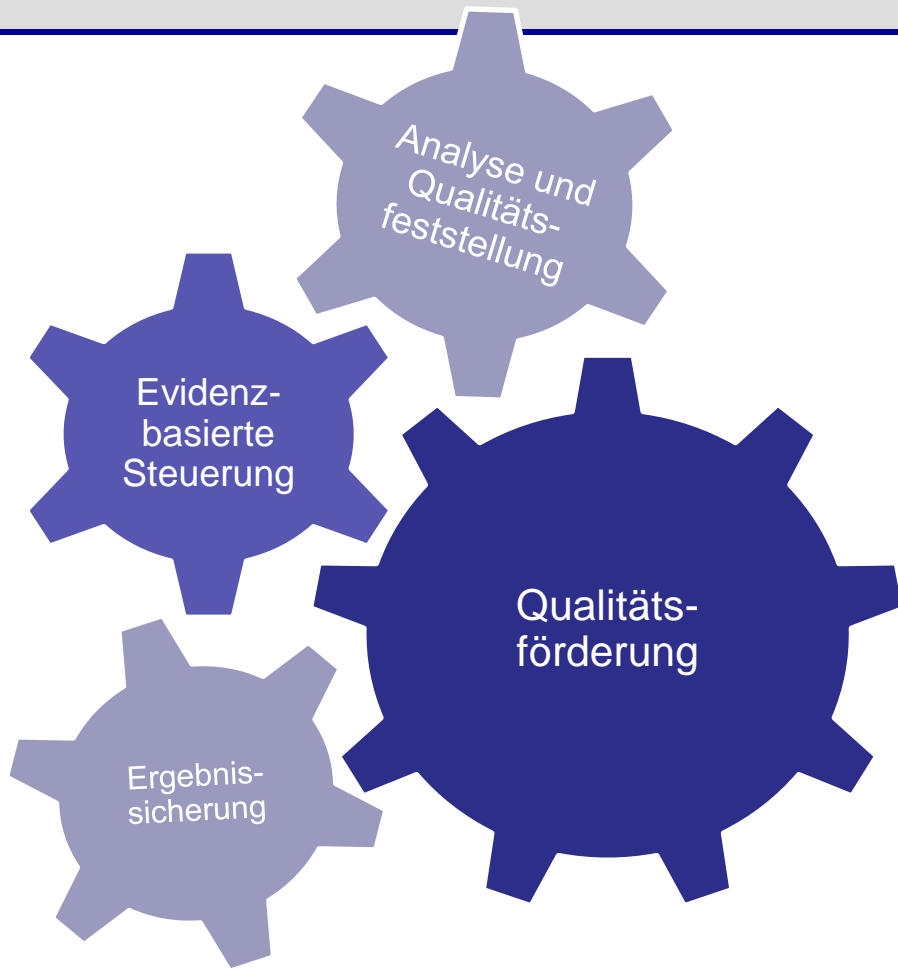 Analyse und
Qualitäts-
feststellung
Evidenz-
basierte
Steuerung
Qualitäts-
förderung
Ergebnis-
sicherung